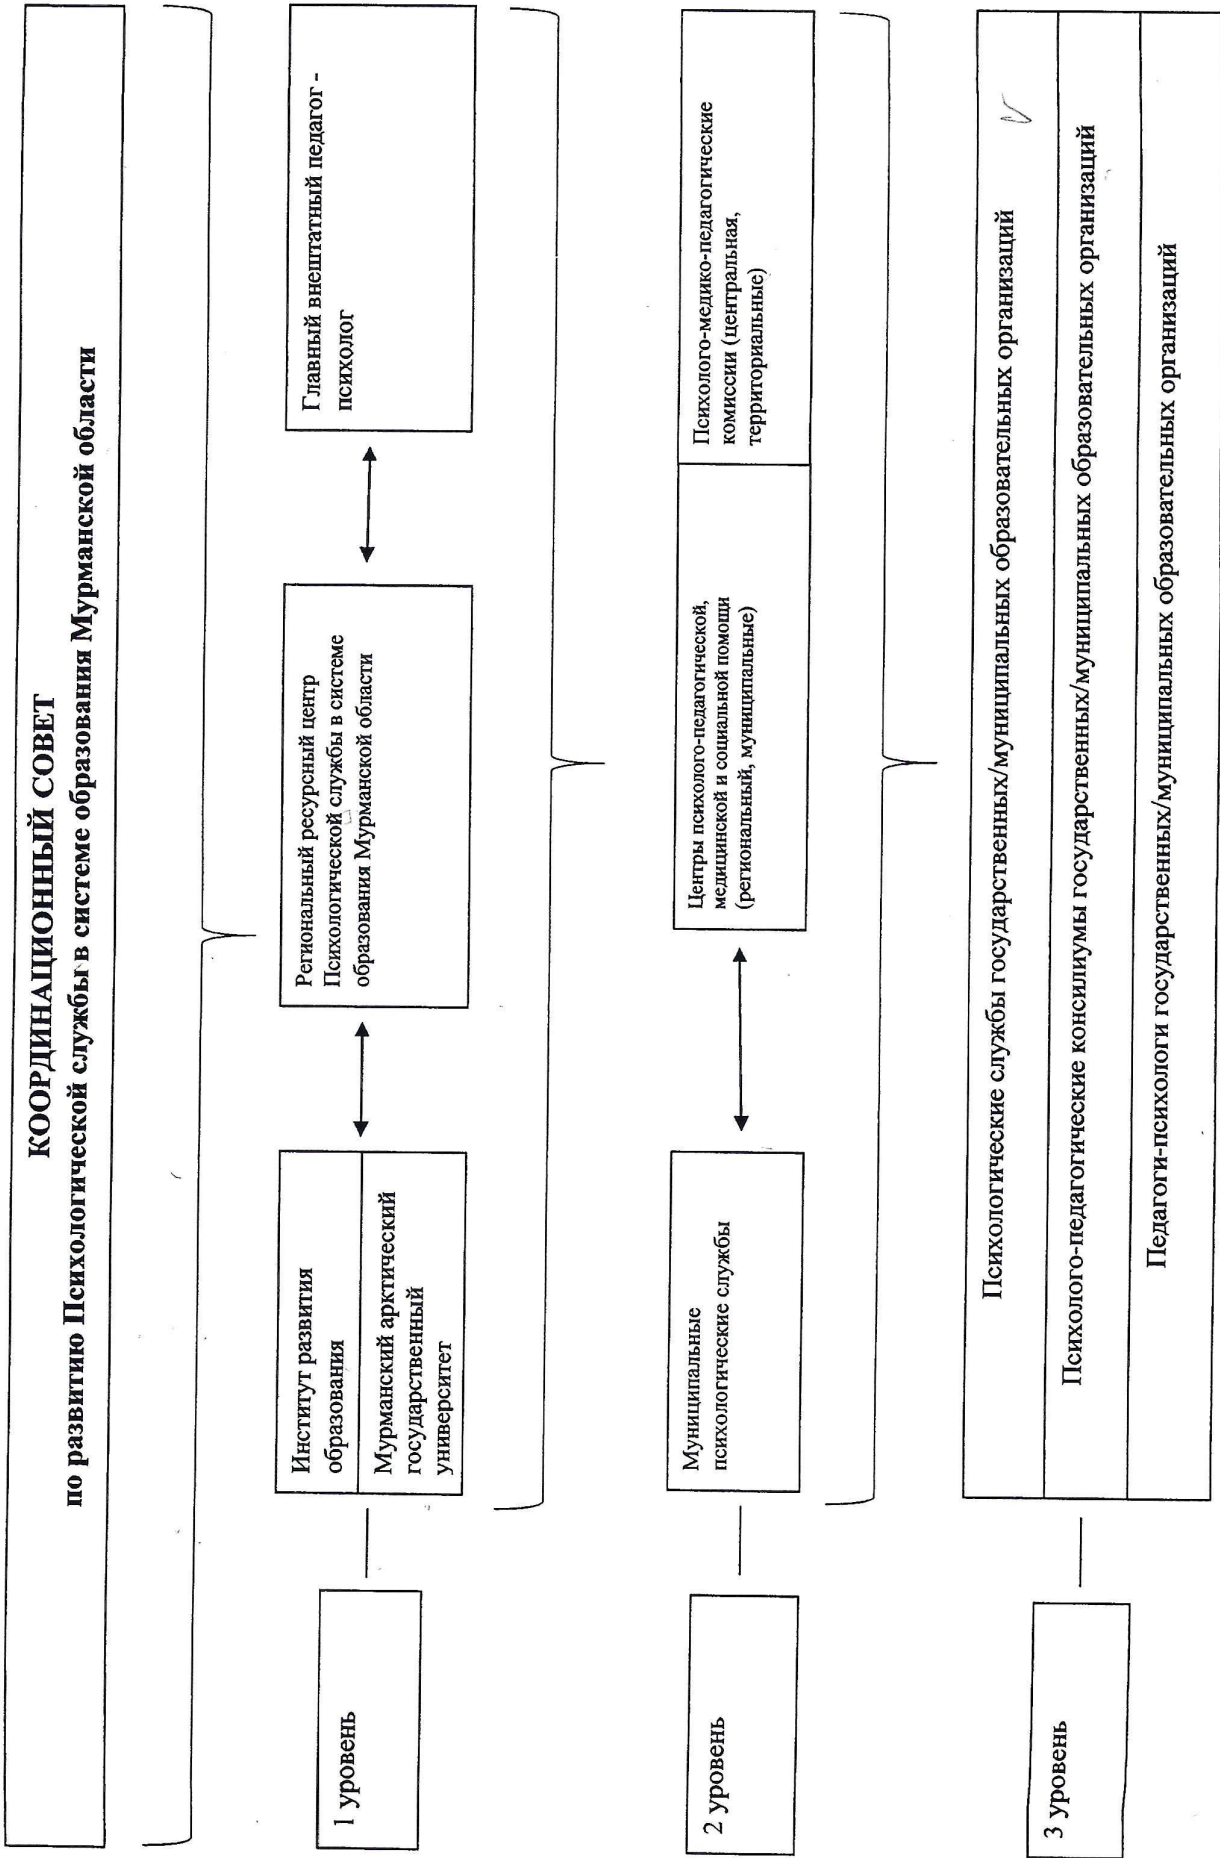 КООРДИНАЦИОННЫЙ СОВЕТ
по развитию Психологической службы в системе образования Мурманской области
1 уровень
Институт развития
образования
Мурманский арктический
государственный
университет
Региональный ресурсный центр
Психологической службы в системе
образования Мурманской области
Главный внештатный педагог -
психолог
2 уровень
Муниципальные
психологические службы
Центры психолого-педагогической,
медицинской и социальной помощи
(региональный, муниципальные)
Психолого-медико-педагогические
комиссии (центральная,
территориальные)
3 уровень
Психологические службы государственных/муниципальных образовательных организаций
Психолого-педагогические консилиумы государственных/муниципальных образовательных организаций
Педагоги-психологи государственных/муниципальных образовательных организаций